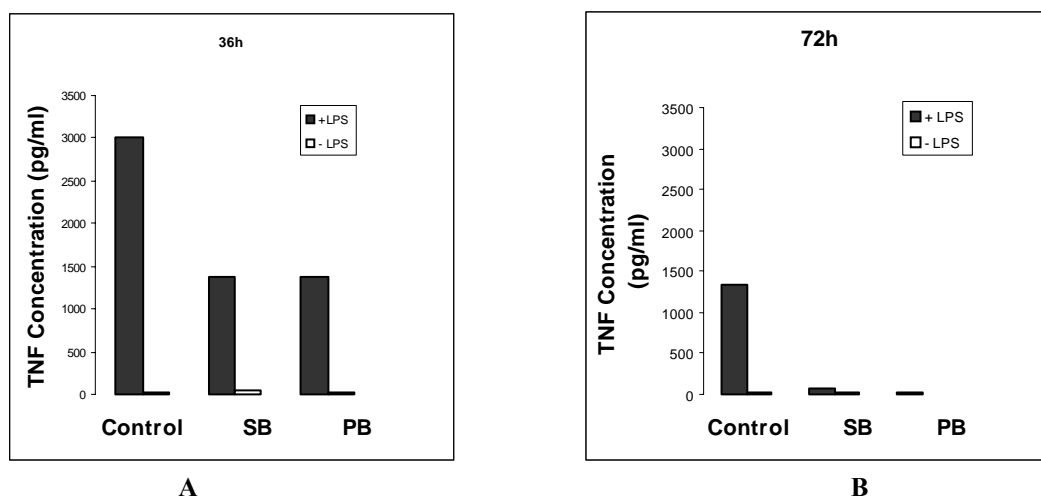 36h
TNF Concentration (pg/ml)
3500
3000
2500
2000
1500
1000
500
0
+LPS
- LPS
Control SB PB
A
72h
TNF Concentration
(pg/ml)
3500
3000
2500
2000
1500
1000
500
0
+ LPS
- LPS
Control SB PB
B